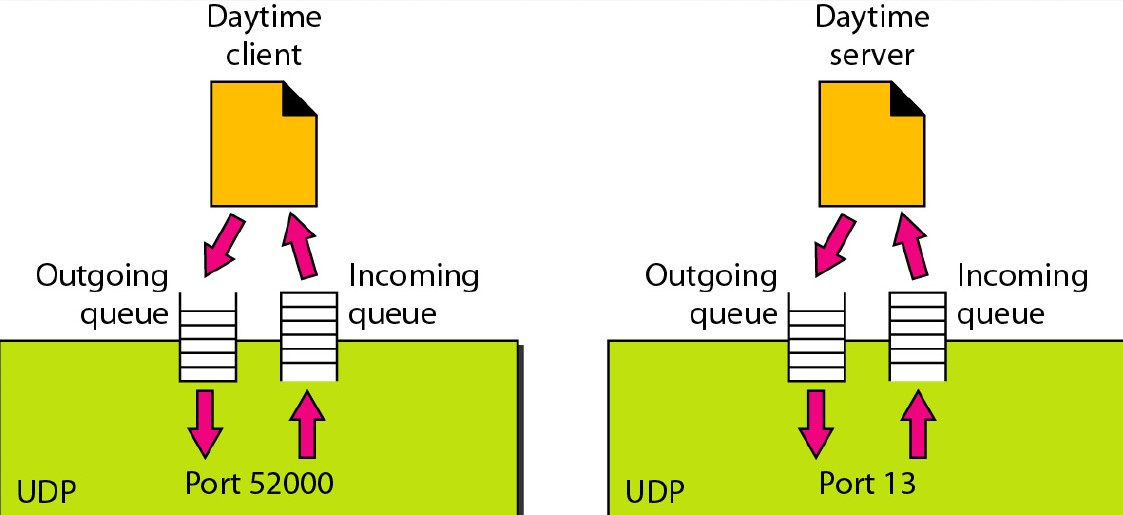 Daytime
client
Outgoing
queue
Incoming
queue
UDP
Port 52000
Daytime
server
Outgoing
queue
Incoming
queue
UDP
Port 13